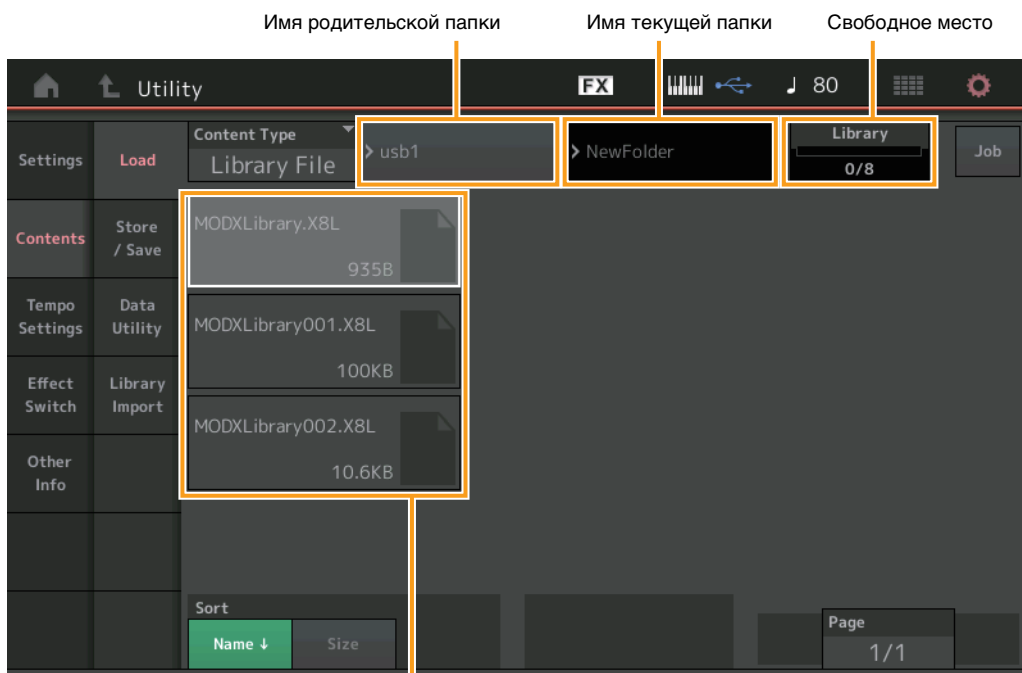 Имя родительской папки
Имя текущей папки
Свободное место
Utility
FX
80
Settings
Load
Content Type
Library File
usb1
NewFolder
Library
0/8
Job
Contents
Store
/ Save
MODXLibrary.X8L
935B
Tempo
Settings
Data
Utility
MODXLibrary001.X8L
100KB
Effect
Switch
Library
Import
MODXLibrary002.X8L
10.6KB
Other
Info
Sort
Name ↓
Size
Page
1/1